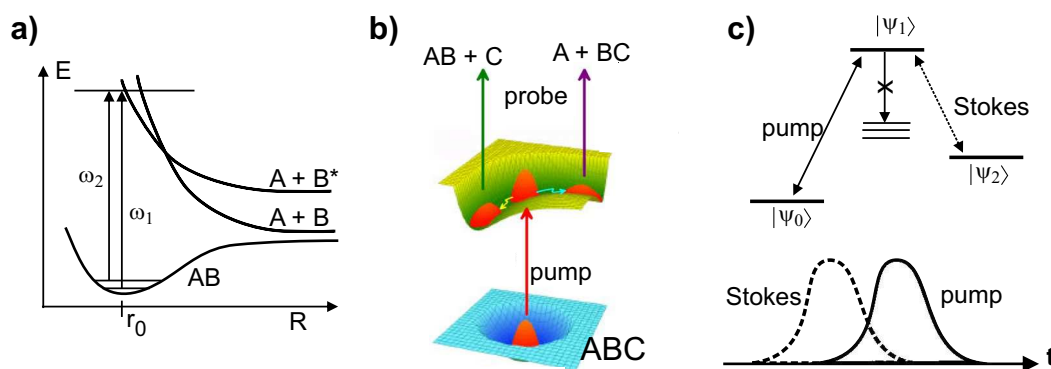 a)
E
ω2
ω1
A + B*
A + B
AB
r0
R
b)
AB + C
A + BC
probe
pump
ABC
c)
|ψ1⟩
pump
Stokes
|ψ0⟩
|ψ2⟩
Stokes
pump
t